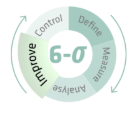 Control
Define
Measure
Analyse
Improve
6-σ